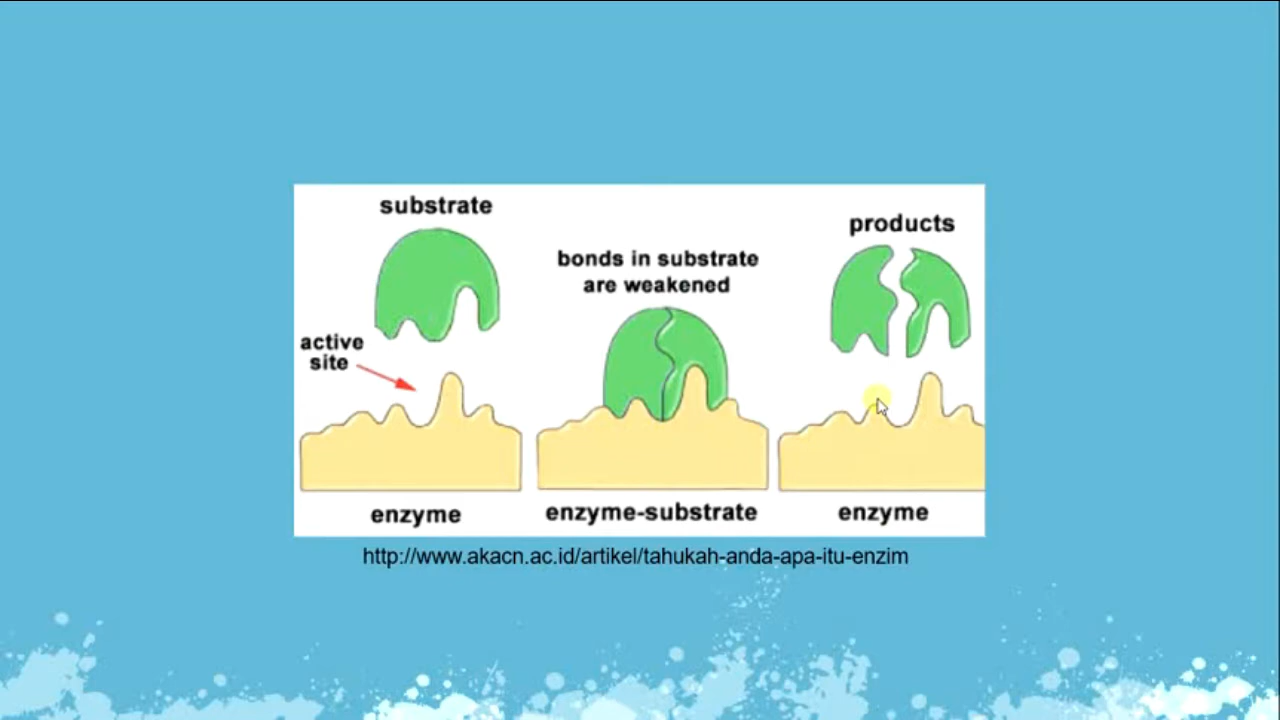 substrate
active
site
enzyme
bonds in substrate
are weakened
enzyme-substrate
products
enzyme
http://www.akacn.ac.id/artikel/tahukah-anda-apa-itu-enzim